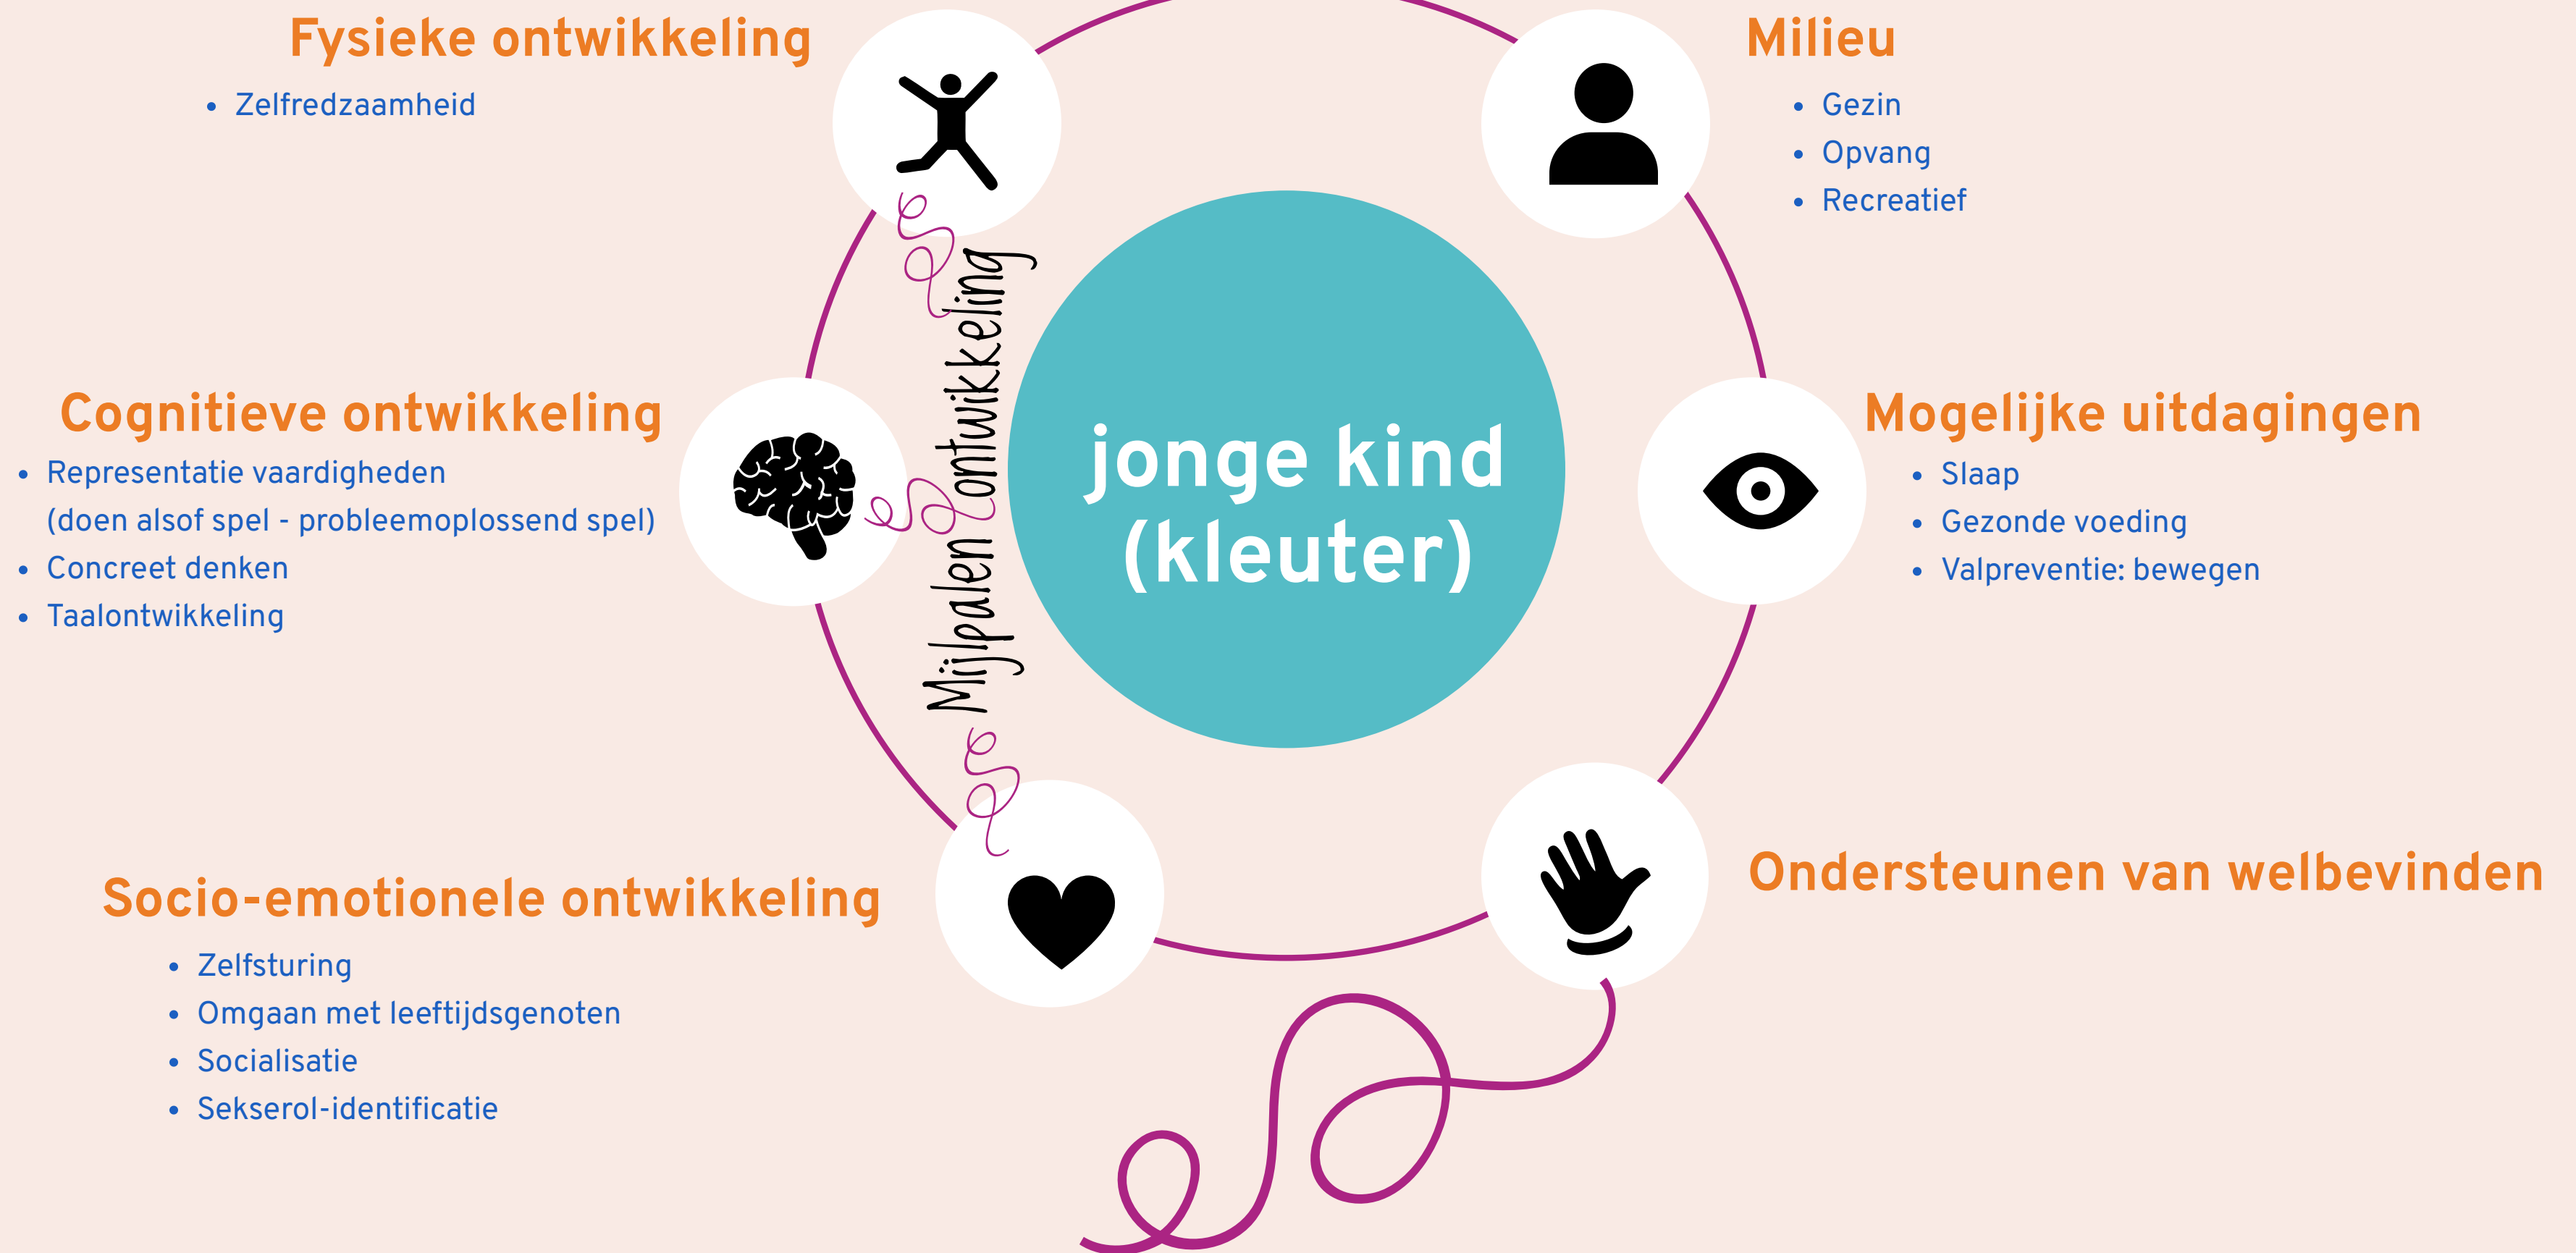 Fysieke ontwikkeling
• Zelfredzaamheid
Milieu
• Gezin
• Opvang
• Recreatief
Mijlpalen ontwikkeling
jonge kind
(kleuter)
Cognitieve ontwikkeling
• Representatie vaardigheden
(doen alsof spel - probleemoplossend spel)
• Concreet denken
• Taalontwikkeling
Mogelijke uitdagingen
• Slaap
• Gezonde voeding
• Valpreventie: bewegen
Socio-emotionele ontwikkeling
• Zelfsturing
• Omgaan met leeftijdsgenoten
• Socialisatie
• Sekserol-identificatie
Ondersteunen van welbevinden